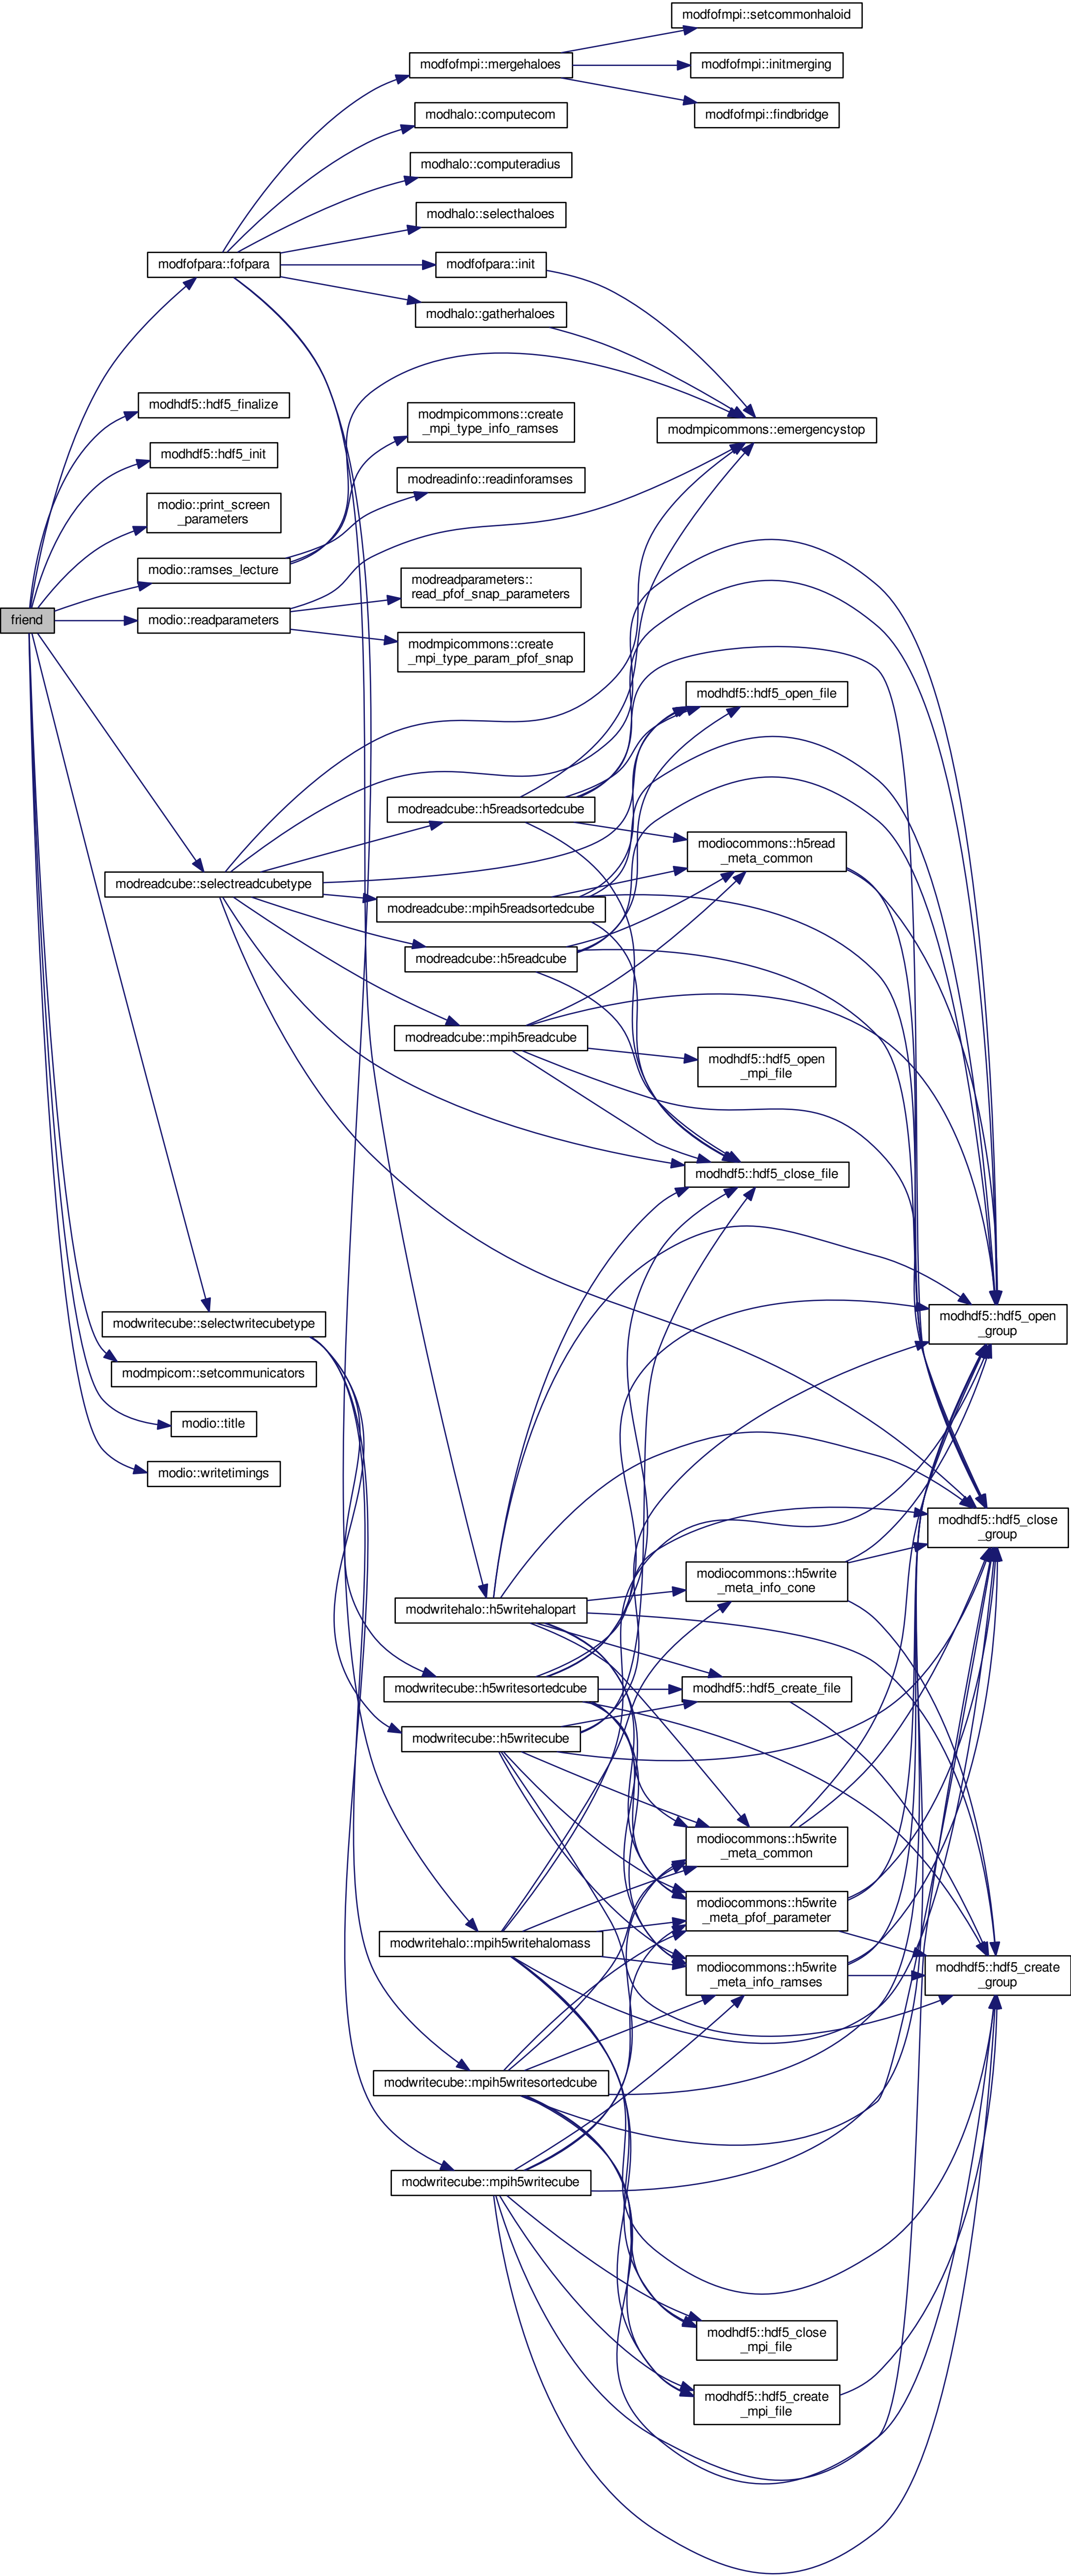 modfofmpi::setcommonhaloid
modfofmpi::mergehaloes
modfofmpi::initmerging
modhalo::computecom
modfofmpi::findbridge
modhalo::computeradius
modhalo::selecthaloes
modfofpara::fofpara
modfofpara::init
modhalo::gatherhaloes
modhdf5::hdf5_finalize
modmpicommons::create
_mpi_type_info_ramses
modmpicommons::emergencystop
modhdf5::hdf5_init
modreadinfo::readinforamses
modio::print_screen
_parameters
modio::ramses_lecture
modreadparameters::
read_pfof_snap_parameters
friend
modio::readparameters
modmpicommons::create
_mpi_type_param_pfof_snap
modhdf5::hdf5_open_file
modreadcube::h5readsortedcube
modiocommons::h5read
_meta_common
modreadcube::selectreadcubetype
modreadcube::mpih5readsortedcube
modreadcube::h5readcube
modreadcube::mpih5readcube
modhdf5::hdf5_open
_mpi_file
modhdf5::hdf5_close_file
modwritecube::selectwritecubetype
modhdf5::hdf5_open
_group
modmpicom::setcommunicators
modio::title
modio::writetimings
modhdf5::hdf5_close
_group
modiocommons::h5write
_meta_info_cone
modwritehalo::h5writehalopart
modwritecube::h5writesortedcube
modhdf5::hdf5_create_file
modwritecube::h5writecube
modiocommons::h5write
_meta_common
modiocommons::h5write
_meta_pfof_parameter
modwritehalo::mpih5writehalomass
modiocommons::h5write
_meta_info_ramses
modhdf5::hdf5_create
_group
modwritecube::mpih5writesortedcube
modwritecube::mpih5writecube
modhdf5::hdf5_close
_mpi_file
modhdf5::hdf5_create
_mpi_file